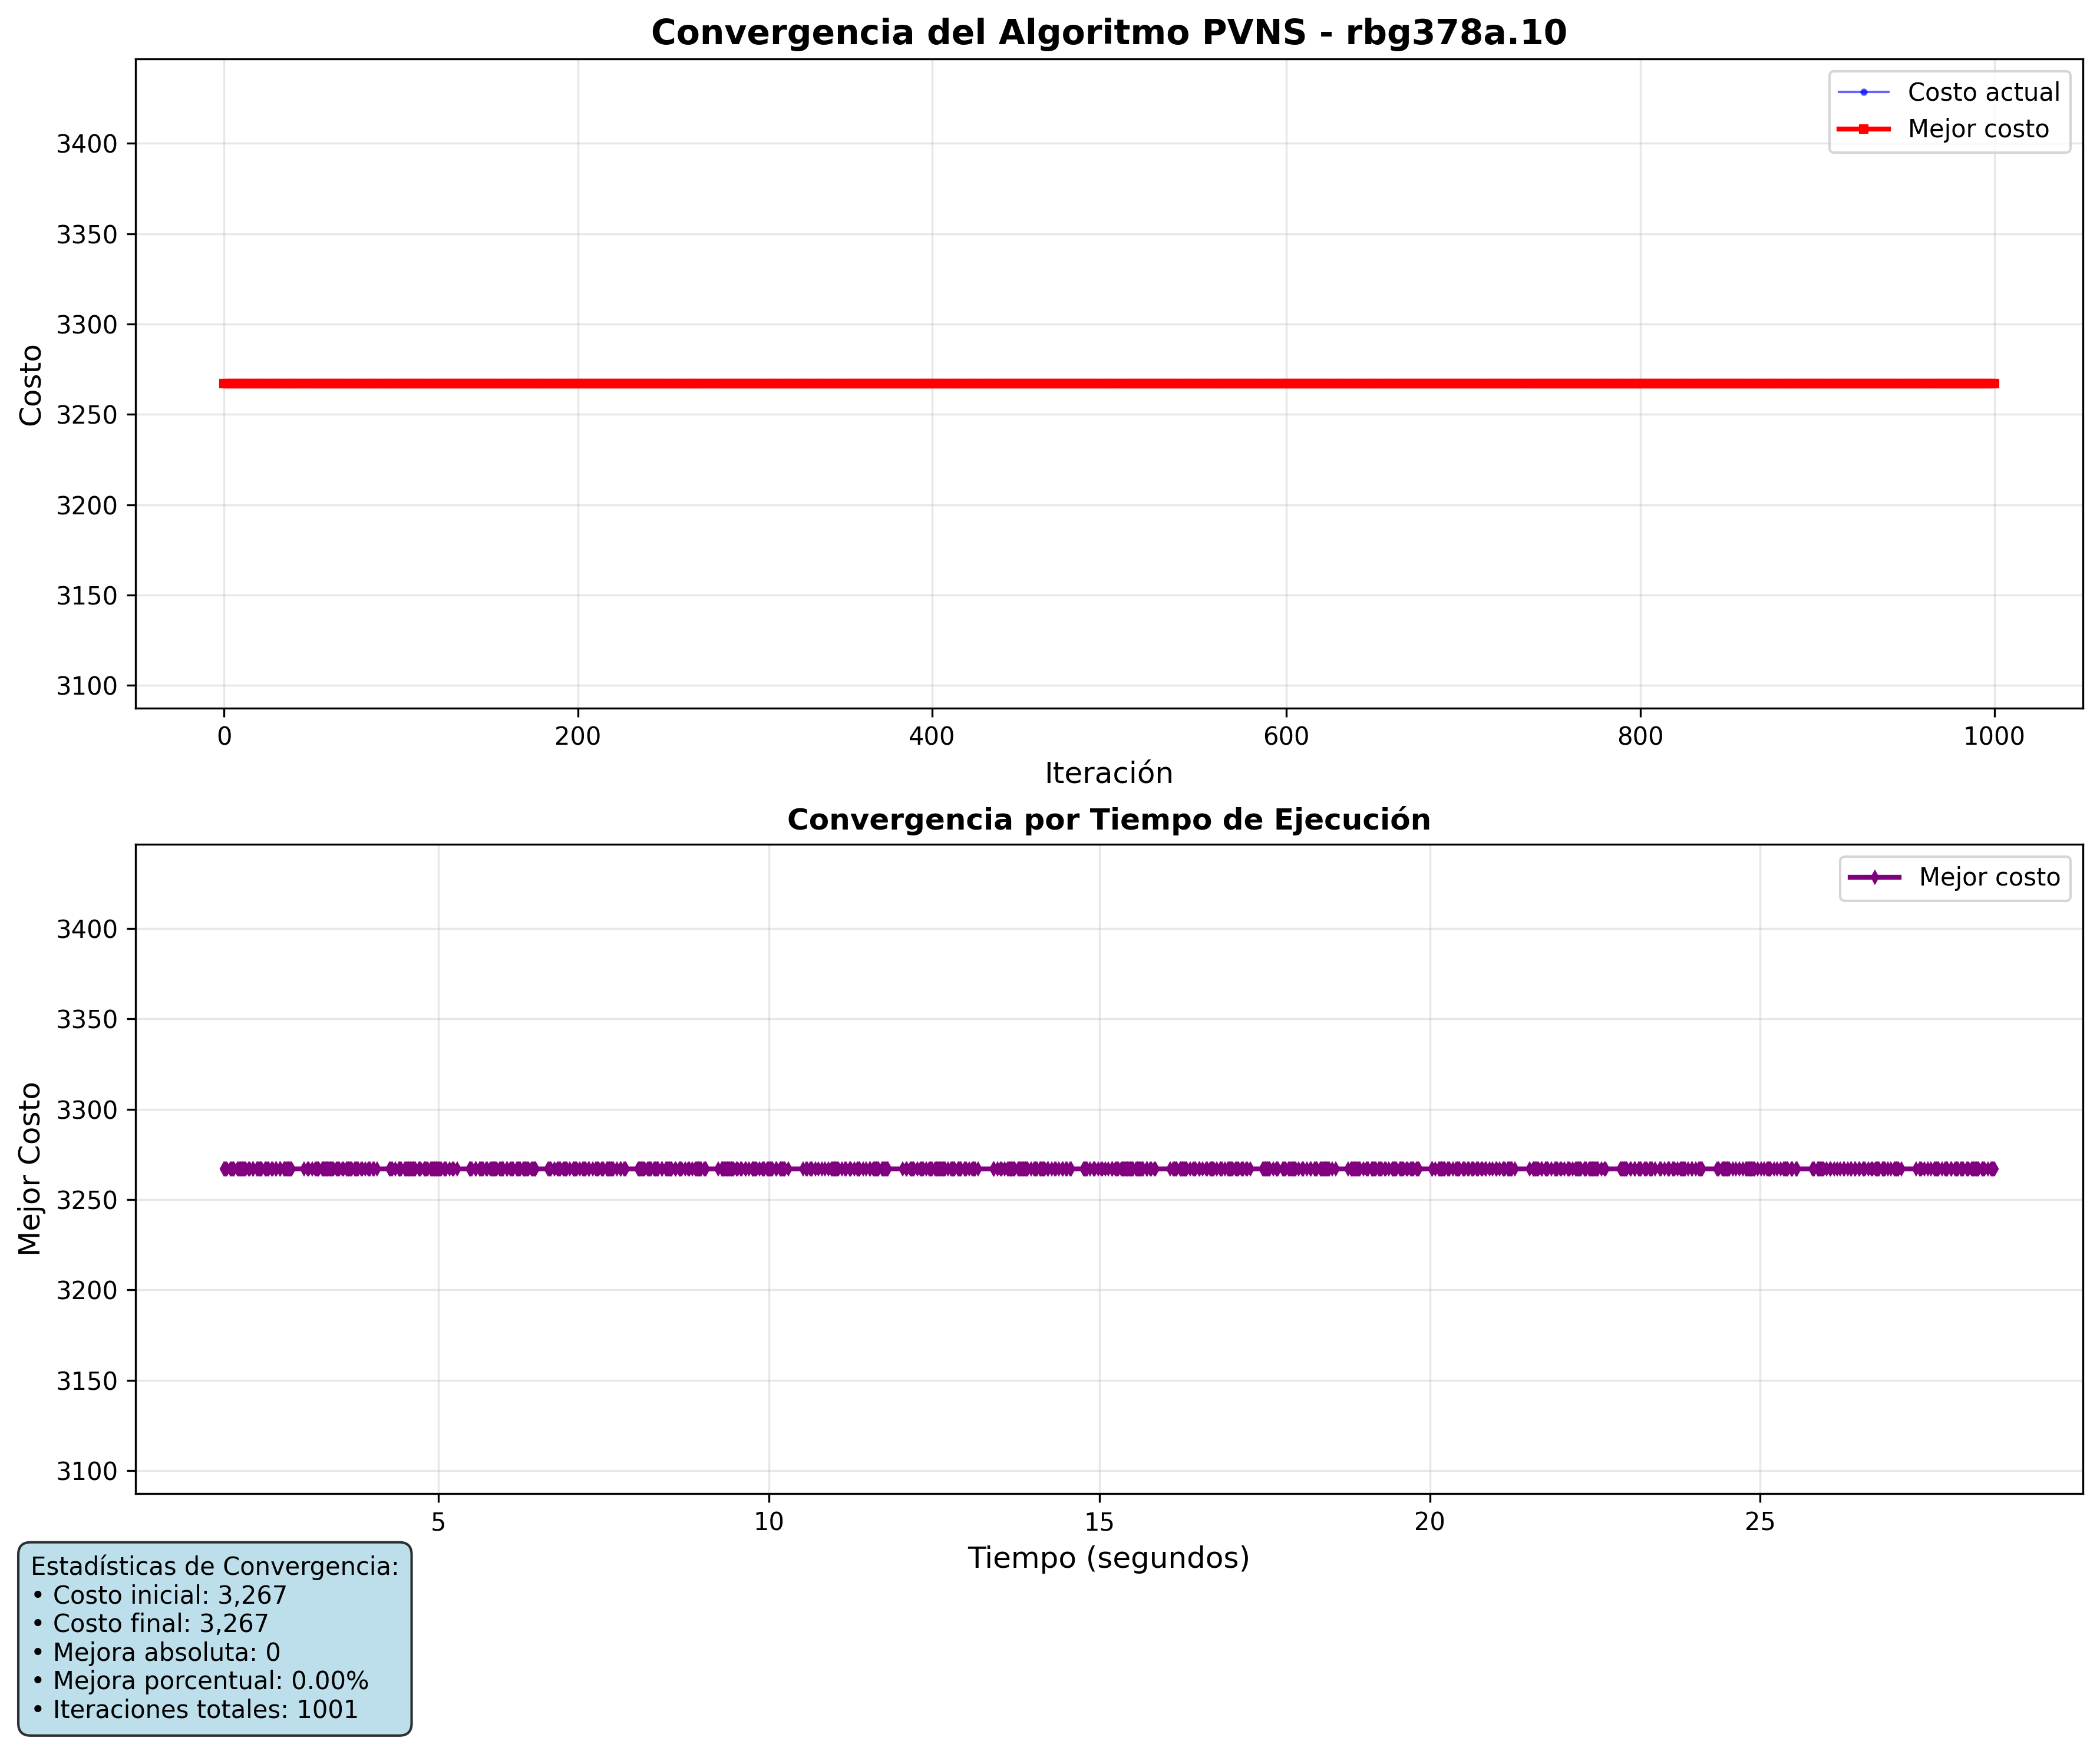 Convergencia del Algoritmo PVNS - rbg378a.10
Costo actual
Mejor costo
3400
3350
3300
3250
3200
3150
3100
Costo
0 200 400 600 800 1000
Iteración
Convergencia por Tiempo de Ejecución
Mejor costo
3400
3350
3300
3250
3200
3150
3100
Mejor Costo
5 10 15 20 25
Tiempo (segundos)
Estadísticas de Convergencia:
• Costo inicial: 3,267
• Costo final: 3,267
• Mejora absoluta: 0
• Mejora porcentual: 0.00%
• Iteraciones totales: 1001